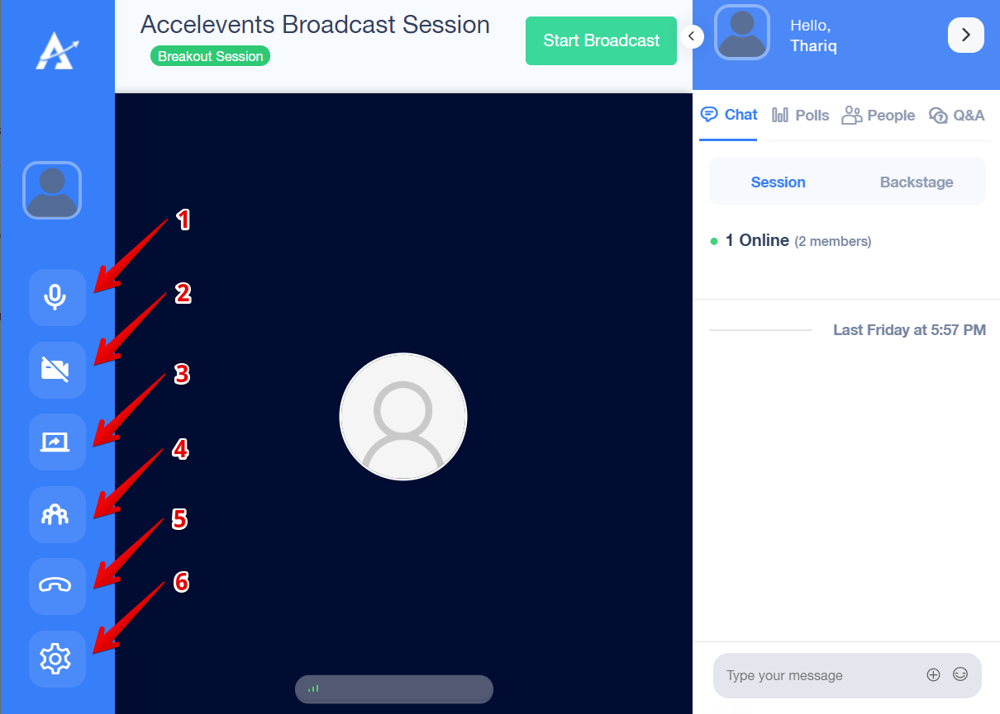 Accelevents Broadcast Session
Breakout Session
Start Broadcast
Hello,
Thariq
Chat
Polls
People
Q&A
Session
Backstage
1 Online (2 members)
Last Friday at 5:57 PM
1
2
3
4
5
6
Type your message